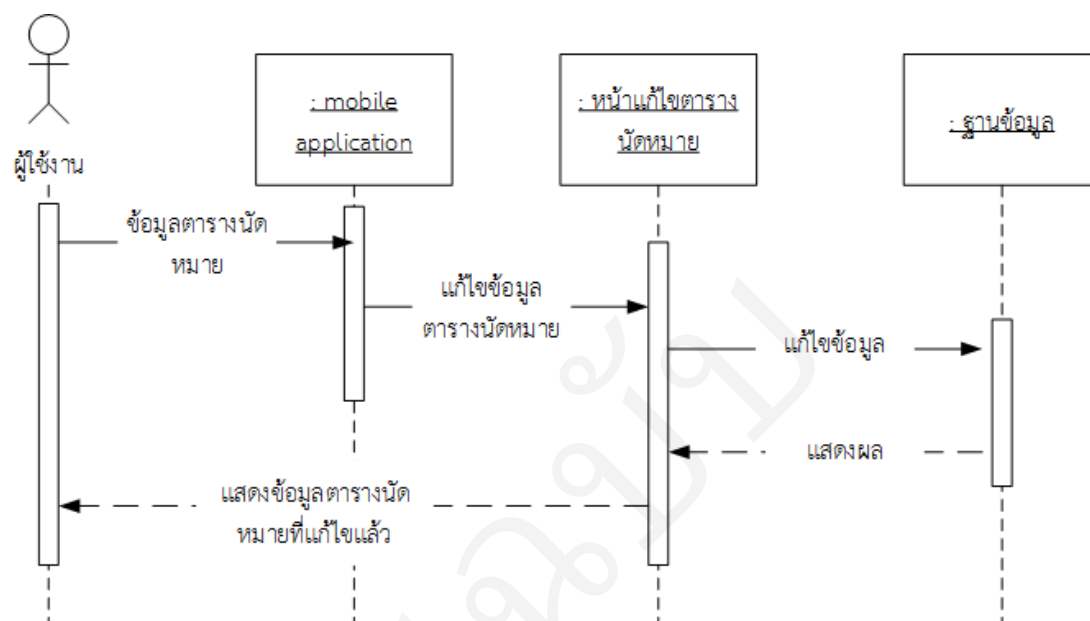 ผู้ใช้งาน
: mobile
application
: หน้าแก้ไขตาราง
นัดหมาย
: ฐานข้อมูล
ข้อมูลตารางนัด
หมาย
แก้ไขข้อมูล
ตารางนัดหมาย
แก้ไขข้อมูล
แสดงผล
แสดงข้อมูลตารางนัด
หมายที่แก้ไขแล้ว